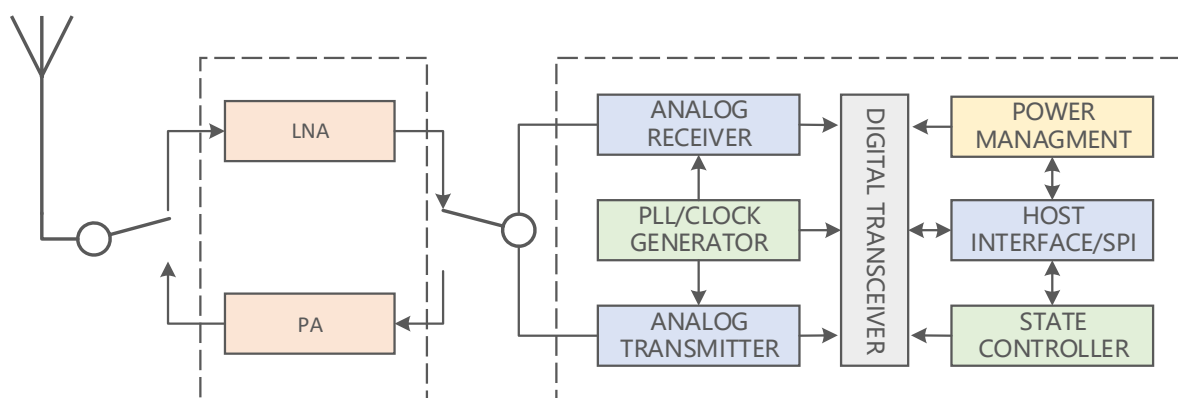 LNA
PA
ANALOG
RECEIVER
PLL/CLOCK
GENERATOR
ANALOG
TRANSMITTER
DIGITAL TRANSCEIVER
POWER
MANAGMENT
HOST
INTERFACE/SPI
STATE
CONTROLLER